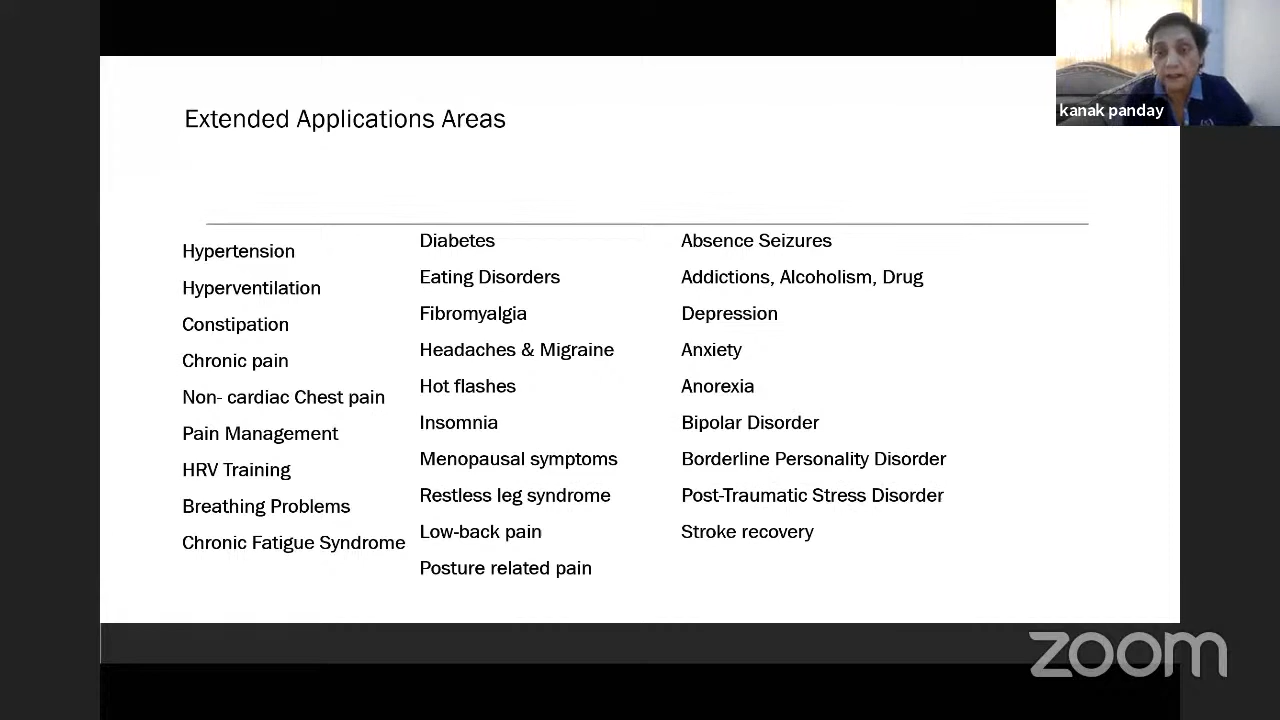 kanak panday
Extended Applications Areas
Hypertension
Hyperventilation
Constipation
Chronic pain
Non- cardiac Chest pain
Pain Management
HRV Training
Breathing Problems
Chronic Fatigue Syndrome
Diabetes
Eating Disorders
Fibromyalgia
Headaches & Migraine
Hot flashes
Insomnia
Menopausal symptoms
Restless leg syndrome
Low-back pain
Posture related pain
Absence Seizures
Addictions, Alcoholism, Drug
Depression
Anxiety
Anorexia
Bipolar Disorder
Borderline Personality Disorder
Post-Traumatic Stress Disorder
Stroke recovery
zoom